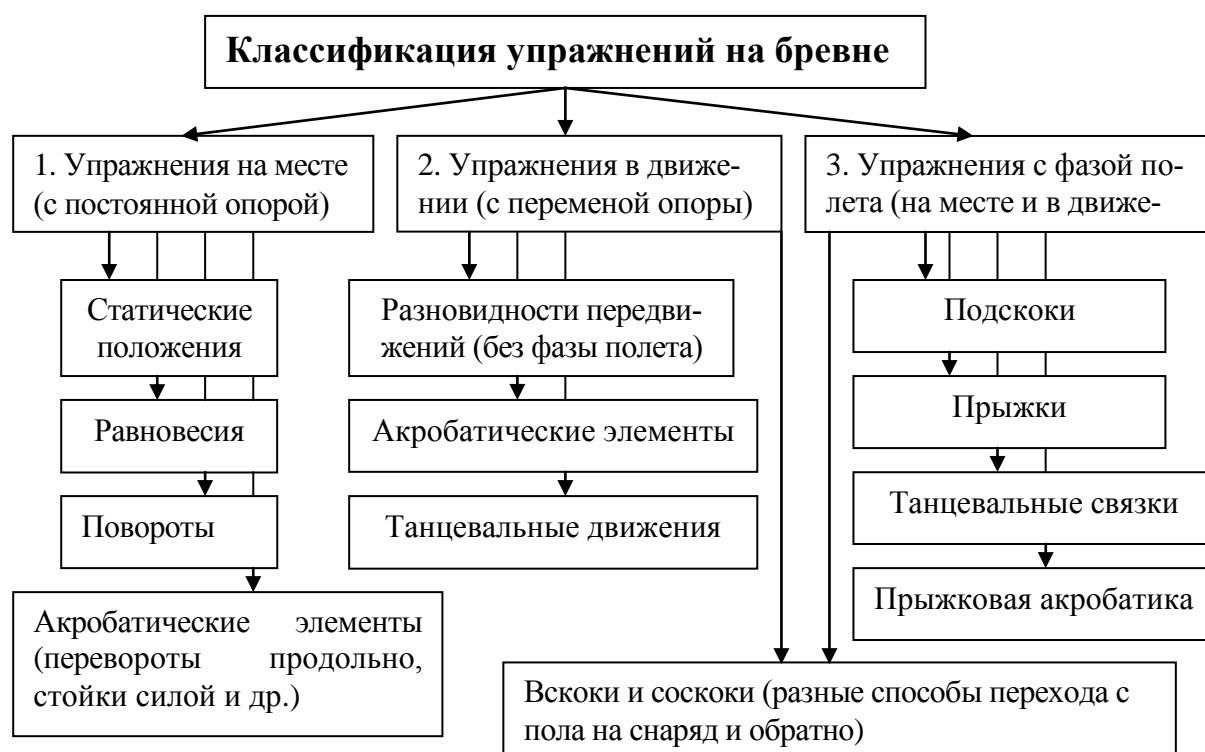 Классификация упражнений на бревне
1. Упражнения на месте
(с постоянной опорой)
2. Упражнения в движе-
нии (с переменой опоры)
3. Упражнения с фазой по-
лета (на месте и в движе-
Статические
положения
Равновесия
Повороты
Акробатические элементы
(перевороты продольно,
стойки силой и др.)
Разновидности передви-
жений (без фазы полета)
Акробатические элементы
Танцевальные движения
Подскоки
Прыжки
Танцевальные связки
Прыжковая акробатика
Вскоки и соскоки (разные способы перехода с
пола на снаряд и обратно)